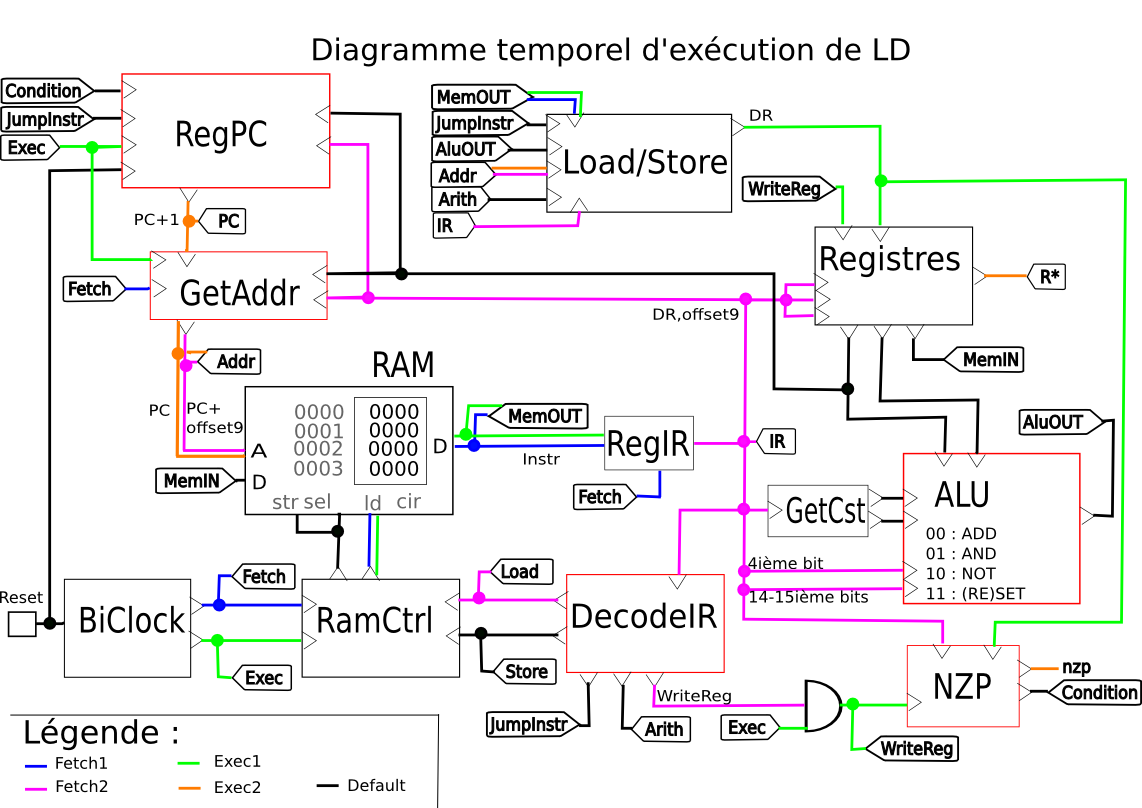 Diagramme temporel d'exécution de LD
Condition
JumpInstr
Exec
RegPC
MemOUT
JumpInstr
AluOUT
Addr
Arith
IR
Load/Store
DR
WriteReg
PC+1
PC
Fetch
GetAddr
Registres
R*
DR,offset9
MemIN
Addr
RAM
PC
PC+
offset9
0000 0000
0001 0000
0002 0000
0003 0000
A
D
D
str sel ld cir
MemIN
MemOUT
Instr
RegIR
Fetch
IR
AluOUT
GetCst
ALU
00 : ADD
01 : AND
10 : NOT
11 : (RE)SET
4ième bit
14-15ième bits
Reset
BiClock
Fetch
Exec
RamCtrl
Load
Store
DecodeIR
JumpInstr
Arith
WriteReg
Exec
WriteReg
NZP
nzp
Condition
Légende :
Fetch1
Exec1
Fetch2
Exec2
Default